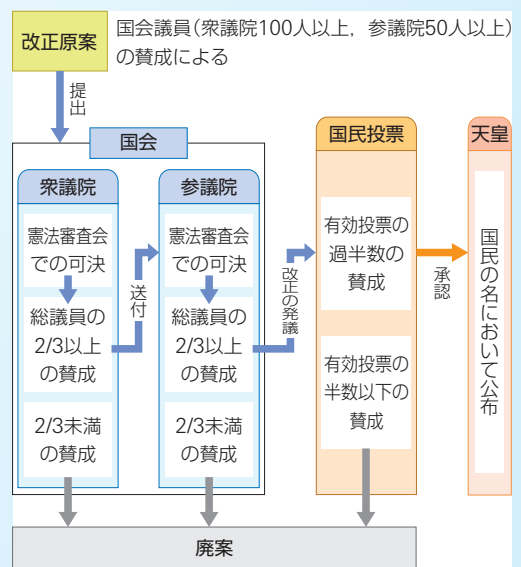 改正原案
国会議員(衆議院100人以上,参議院50人以上)
の賛成による
提出
国会
衆議院
憲法審査会
での可決
総議員の
2/3以上
の賛成
2/3未満
の賛成
送付
参議院
憲法審査会
での可決
総議員の
2/3以上
の賛成
2/3未満
の賛成
改正の発議
国民投票
有効投票の
過半数の
賛成
有効投票の
半数以下の
賛成
承認
天皇
国民の名において公布
廃案